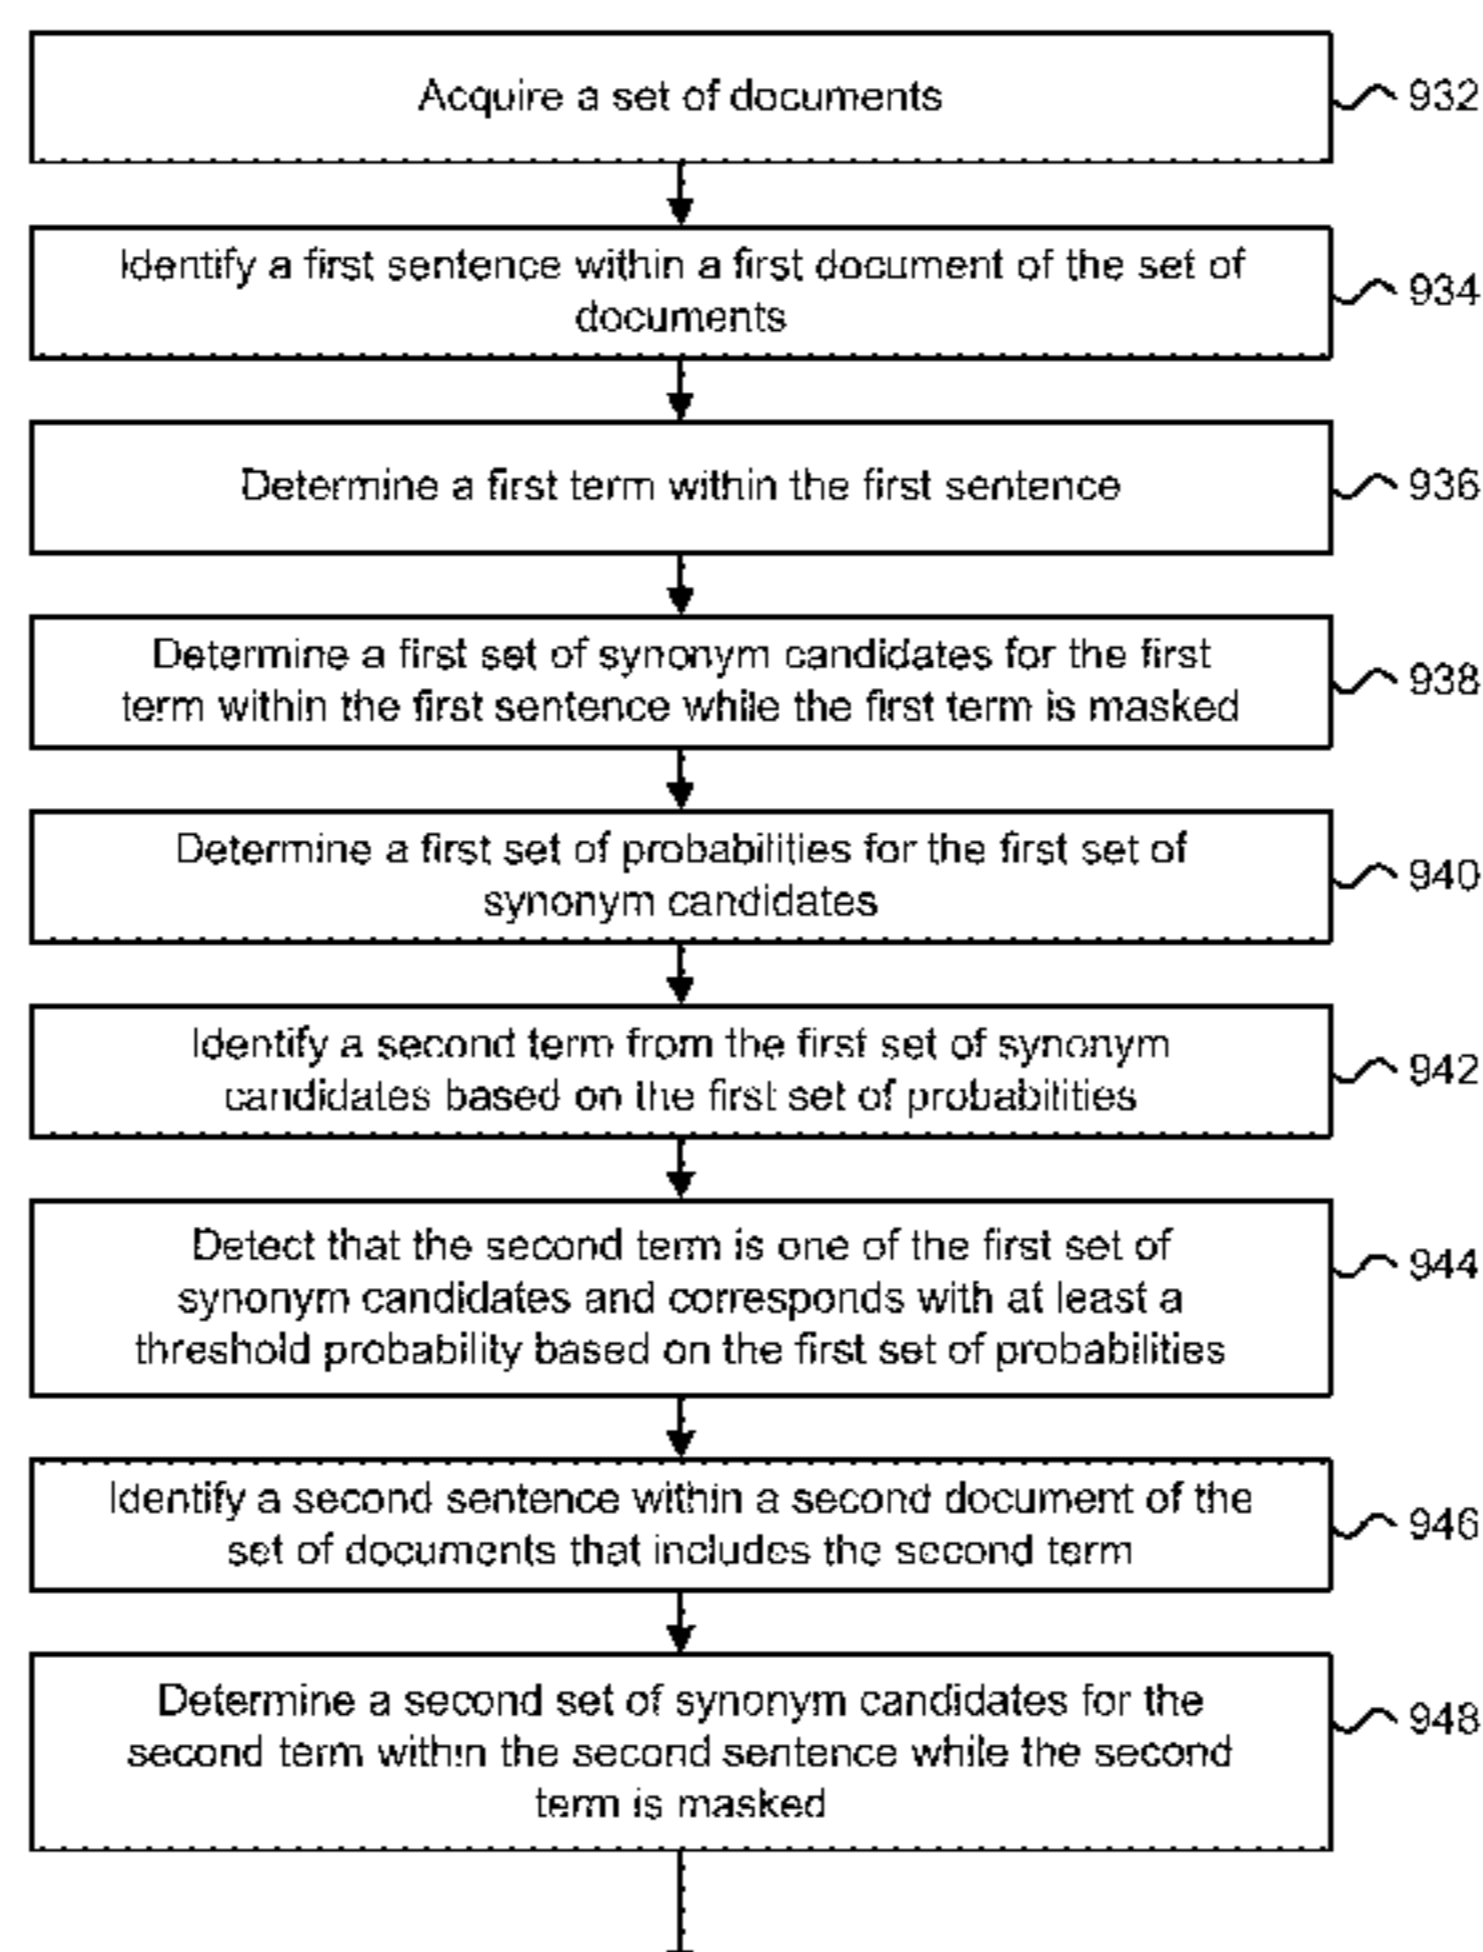 Acquire a set of documents
932
Identify a first sentence within a first document of the set of
documents
934
Determine a first term within the first sentence
936
Determine a first set of synonym candidates for the first
term within the first sentence while the first term is masked
938
Determine a first set of probabilities for the first set of
synonym candidates
940
Identify a second term from the first set of synonym
candidates based on the first set of probabilities
942
Detect that the second term is one of the first set of
synonym candidates and corresponds with at least a
threshold probability based on the first set of probabilities
944
Identify a second sentence within a second document of the
set of documents that includes the second term
946
Determine a second set of synonym candidates for the
second term within the second sentence while the second
term is masked
948